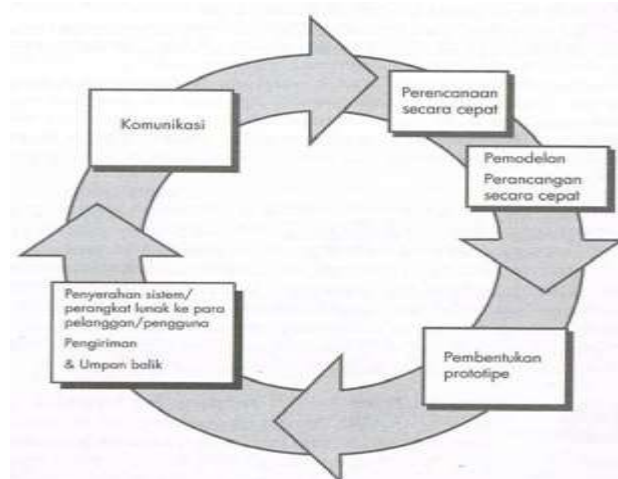 Komunikasi
Perencanaan
secara cepat
Pemodelan
Perancangan
secara cepat
Pembentukan
prototipe
Penyerahan sistem/
perangkat lunak ke para
pelanggan/pengguna
Pengiriman
& Umpan balik